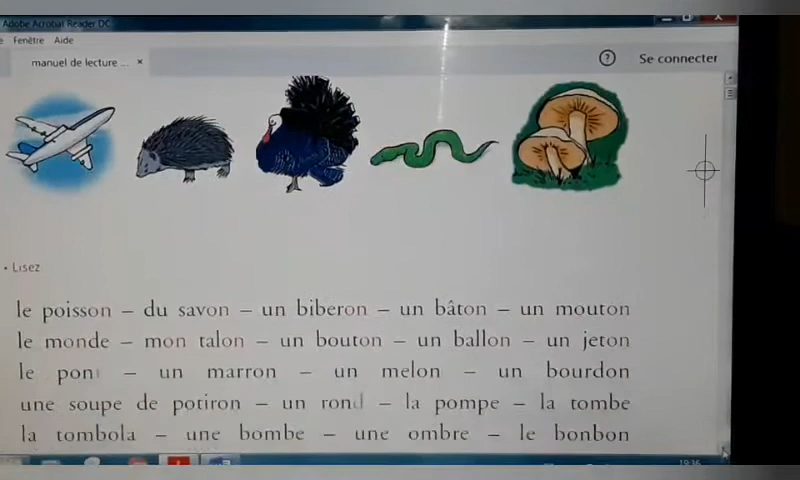 Adobe Acrobat Reader DC
Fenêtre Aide
manuel de lecture ... × ? Se connecter
• Lisez
le poisson – du savon – un biberon – un bâton – un mouton
le monde – mon talon – un bouton – un ballon – un jeton
le pont – un marron – un melon – un bourdon
une soupe de potiron – un rond – la pompe – la tombe
la tombola – une bombe – une ombre – le bonbon